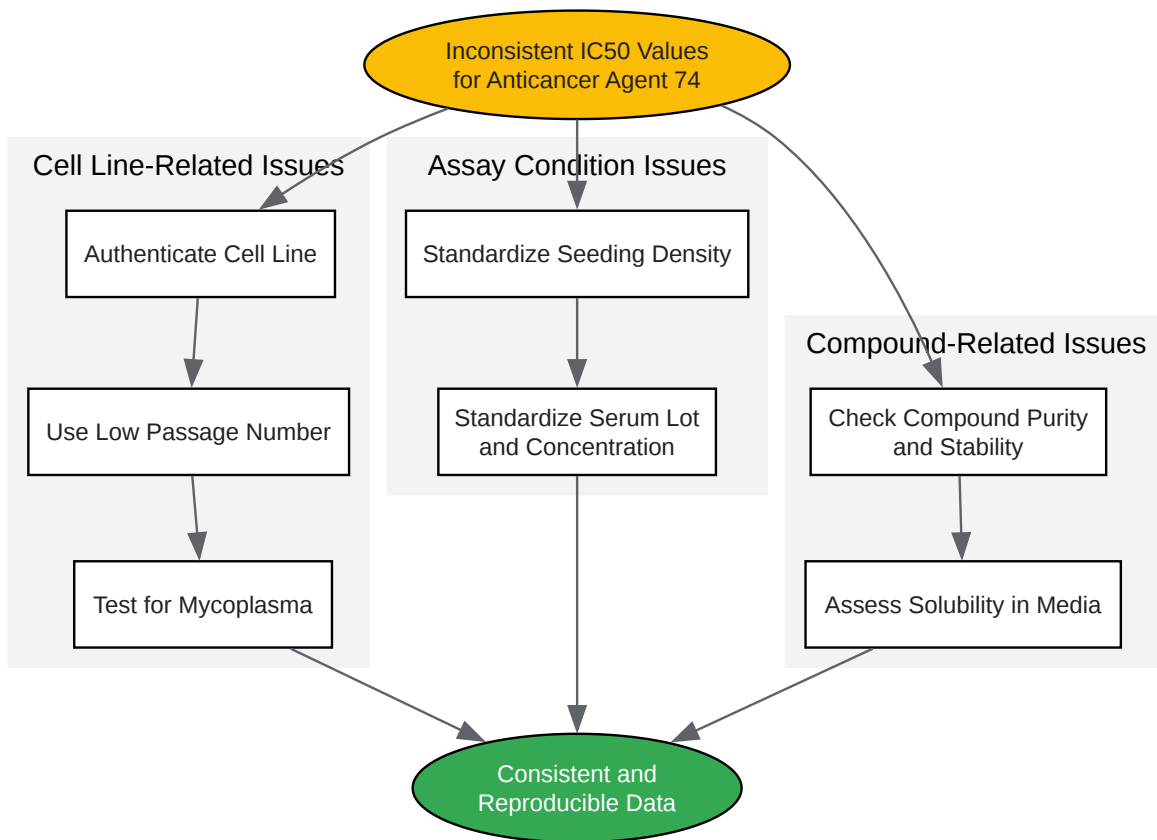 Inconsistent IC50 Values
for Anticancer Agent 74
Cell Line-Related Issues
Authenticate Cell Line
Use Low Passage Number
Test for Mycoplasma
Assay Condition Issues
Standardize Seeding Density
Standardize Serum Lot
and Concentration
Compound-Related Issues
Check Compound Purity
and Stability
Assess Solubility in Media
Consistent and
Reproducible Data